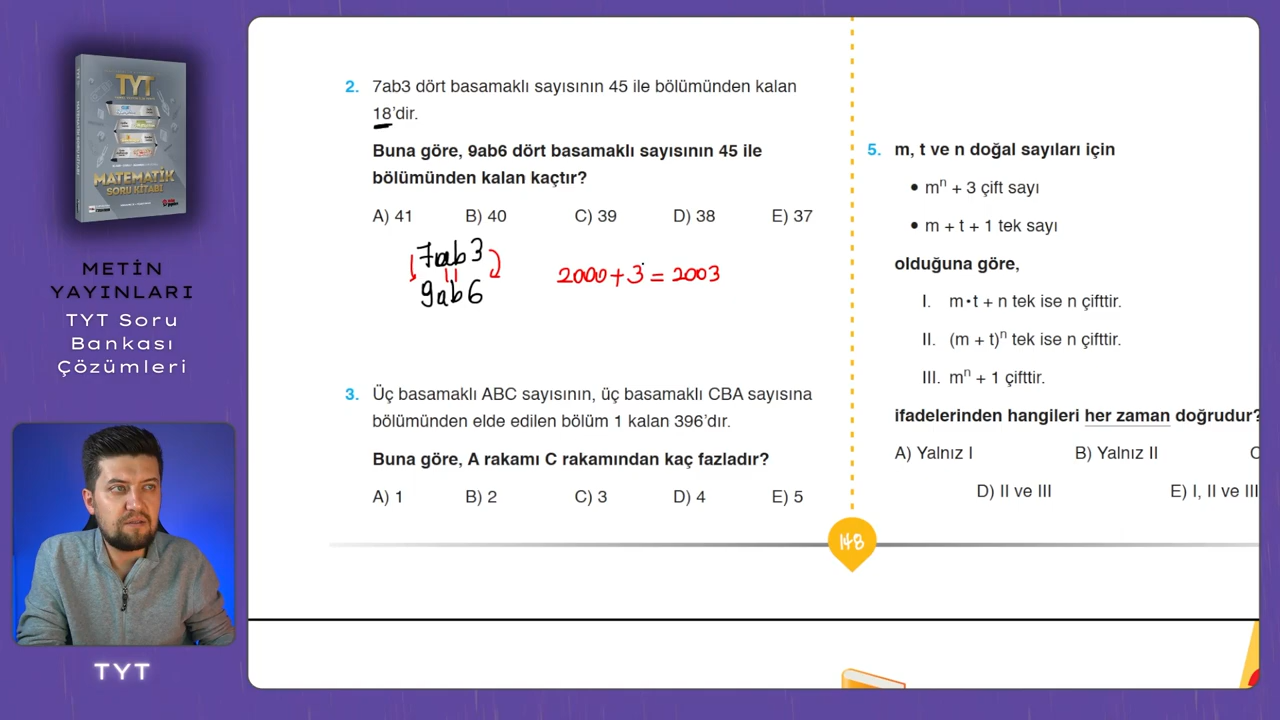 TYT
MATEMATİK
SORU KİTABI
METİN
YAYINLARI
TYT Soru
Bankası
Çözümleri
TYT
2. 7ab3 dört basamaklı sayısının 45 ile bölümünden kalan
18'dir.
Buna göre, 9ab6 dört basamaklı sayısının 45 ile
bölümünden kalan kaçtır?
A) 41 B) 40 C) 39 D) 38 E) 37
7ab3
9ab6
2000+3=2003
3. Üç basamaklı ABC sayısının, üç basamaklı CBA sayısına
bölümünden elde edilen bölüm 1 kalan 396'dır.
Buna göre, A rakamı C rakamından kaç fazladır?
A) 1 B) 2 C) 3 D) 4 E) 5
148
5. m, t ve n doğal sayıları için
• mⁿ + 3 çift sayı
• m + t + 1 tek sayı
olduğuna göre,
I. m•t + n tek ise n çifttir.
II. (m + t)ⁿ tek ise n çifttir.
III. mⁿ + 1 çifttir.
ifadelerinden hangileri her zaman doğrudur?
A) Yalnız I B) Yalnız II C
D) II ve III E) I, II ve III